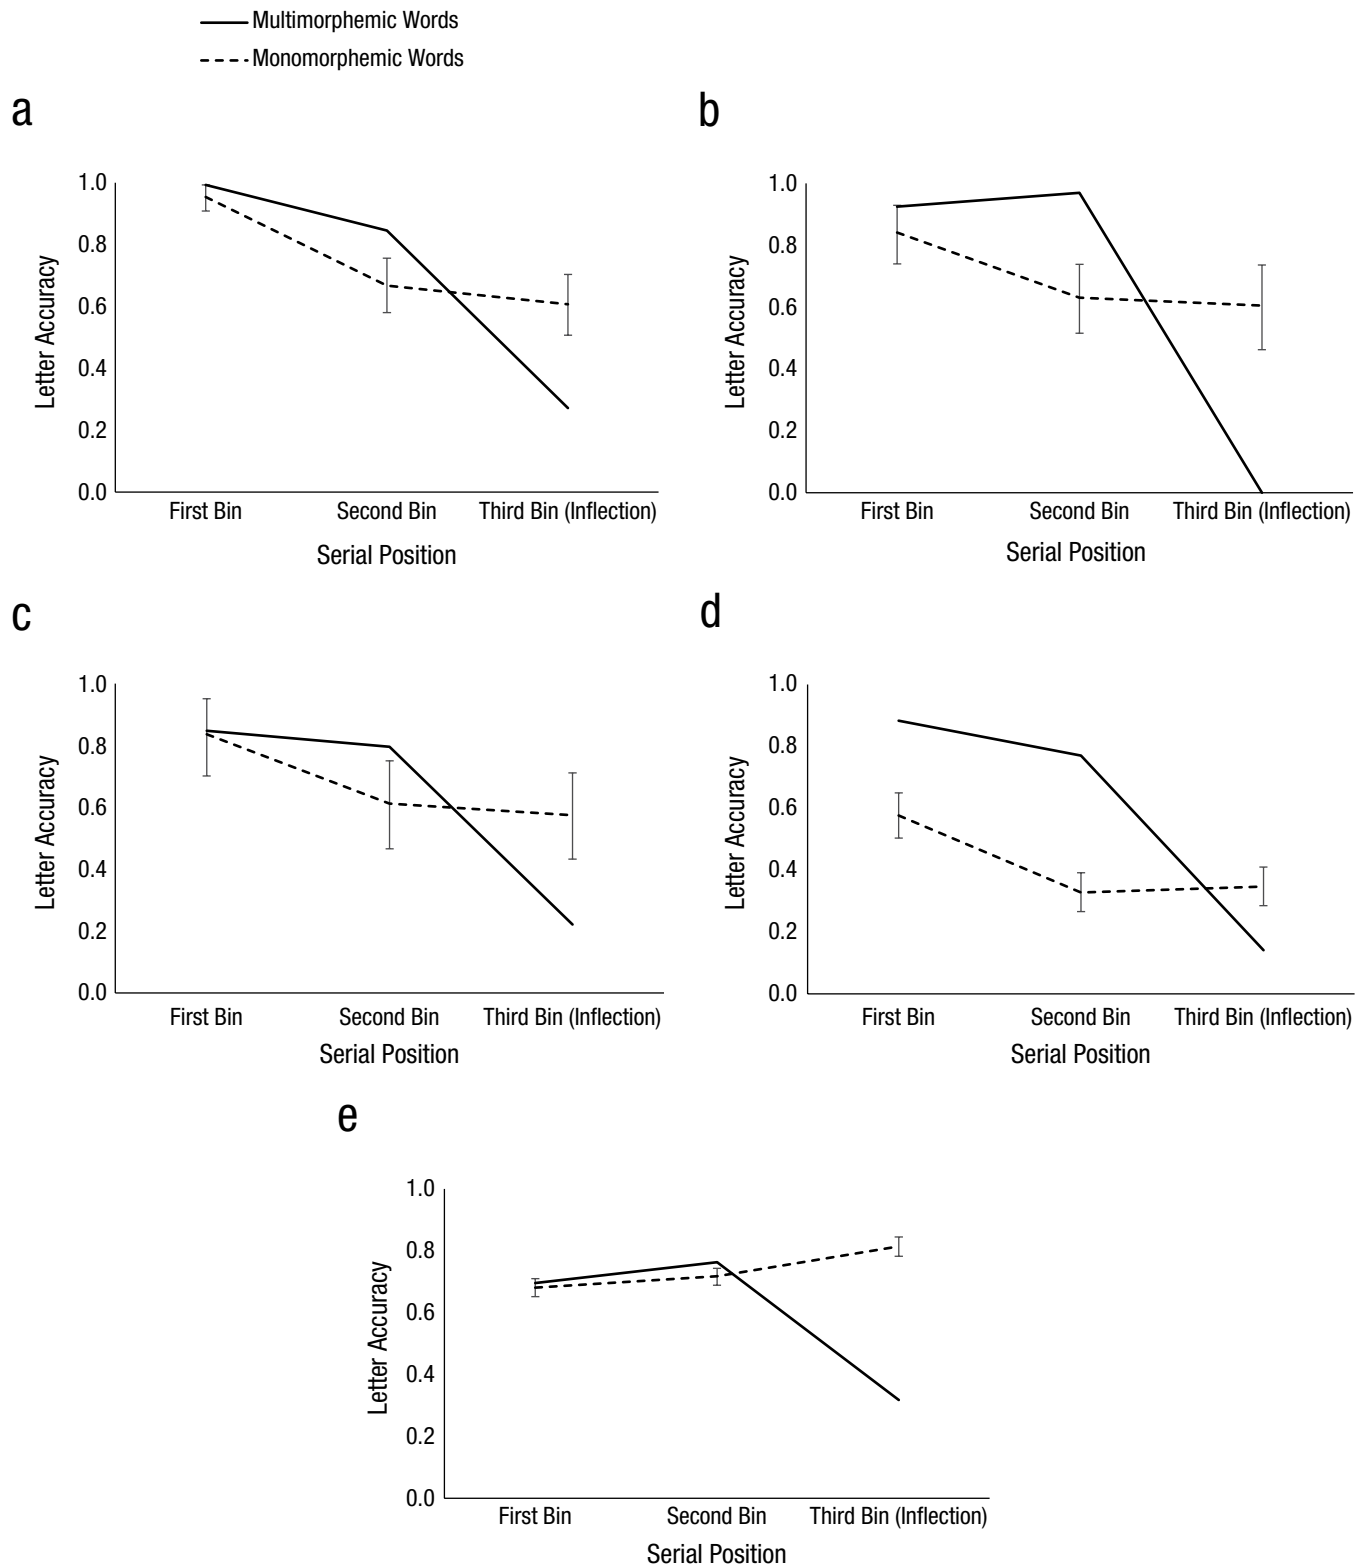 Multimorphemic Words
Monomorphemic Words
a
1.0
0.8
0.6
0.4
0.2
0.0
Letter Accuracy
First Bin Second Bin Third Bin (Inflection)
Serial Position
b
1.0
0.8
0.6
0.4
0.2
0.0
Letter Accuracy
First Bin Second Bin Third Bin (Inflection)
Serial Position
c
1.0
0.8
0.6
0.4
0.2
0.0
Letter Accuracy
First Bin Second Bin Third Bin (Inflection)
Serial Position
d
1.0
0.8
0.6
0.4
0.2
0.0
Letter Accuracy
First Bin Second Bin Third Bin (Inflection)
Serial Position
e
1.0
0.8
0.6
0.4
0.2
0.0
Letter Accuracy
First Bin Second Bin Third Bin (Inflection)
Serial Position